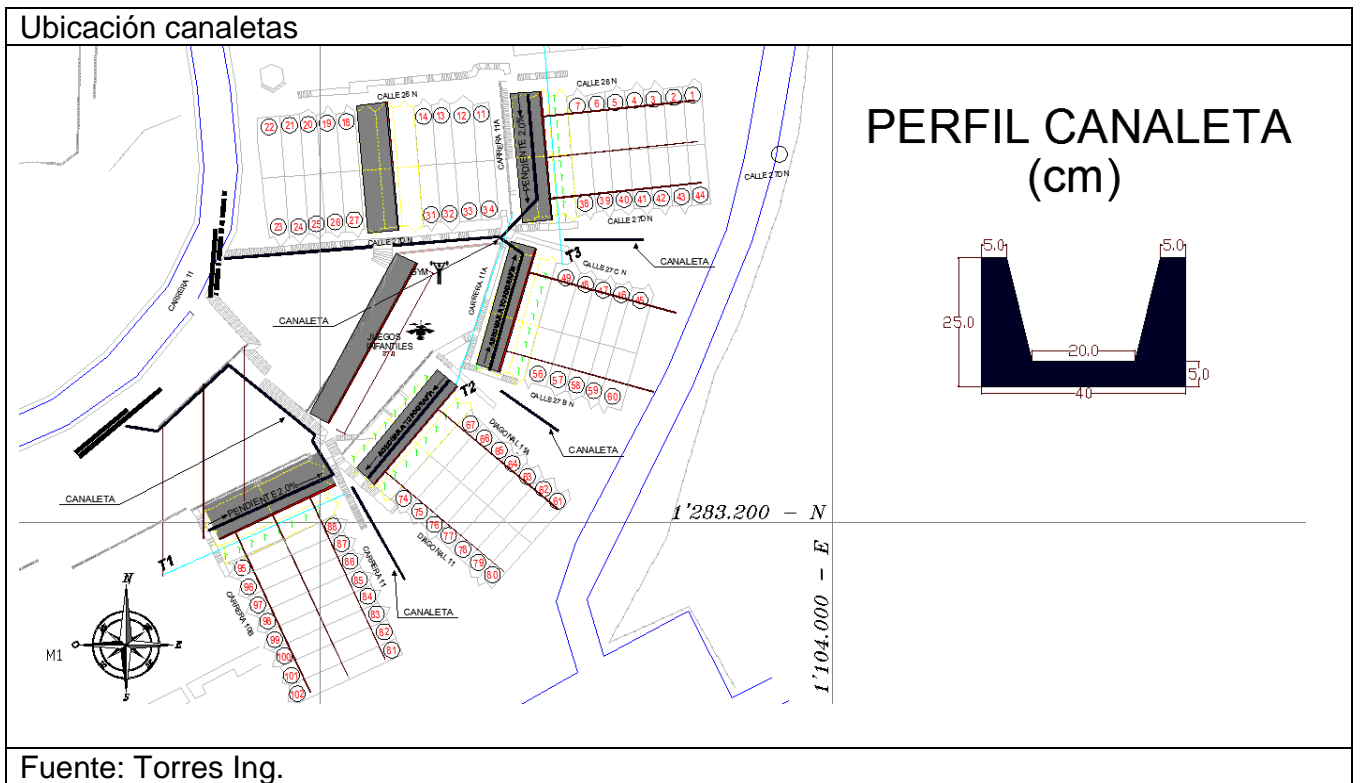 Ubicación canaletas
CALLE 26 N
CALLE 28 N
22 21 20 19 18
14 13 12 11
7 6 5 4 3 2 1
CARRERA 11A
PENDIENTE 2.0%
CALLE 27D N
23 24 25 26 27
31 32 33 34
38 39 40 41 42 43 44
CALLE 27D N
CALLE 27D N
T3
CANALETA
CARRERA 11
GYM
CARRERA 11A
CALLE 27C N
49 48 47 46 45
CANALETA
JUEGOS
INFANTILES
56 57 58 59 60
CALLE 27 B N
T2
CANALETA
DIAGONAL 11A
67 66 65 64 63 62 61
CANALETA
PENDIENTE 2.0%
74 75 76 77 78 79 80
DIAGONAL 11
T1
88 87 86 85 84 83 82 81
CARRERA 11
CANALETA
95 96 97 98 99 100 101 102
CARRERA 10B
N
E
S
M1
1'283.200 - N
1'104.000 - E
PERFIL CANALETA
(cm)
5.0 5.0
25.0
20.0
5,0
40
Fuente: Torres Ing.